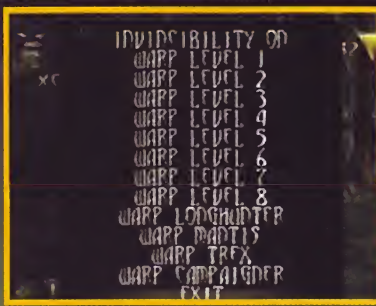 INVINCIBILITY ON
WARP LEVEL 1
WARP LEVEL 2
WARP LEVEL 3
WARP LEVEL 4
WARP LEVEL 5
WARP LEVEL 6
WARP LEVEL 7
WARP LEVEL 8
WARP LONGHUNTER
WARP MANTIS
WARP TREX
WARP CAMPAIGNER
EXIT